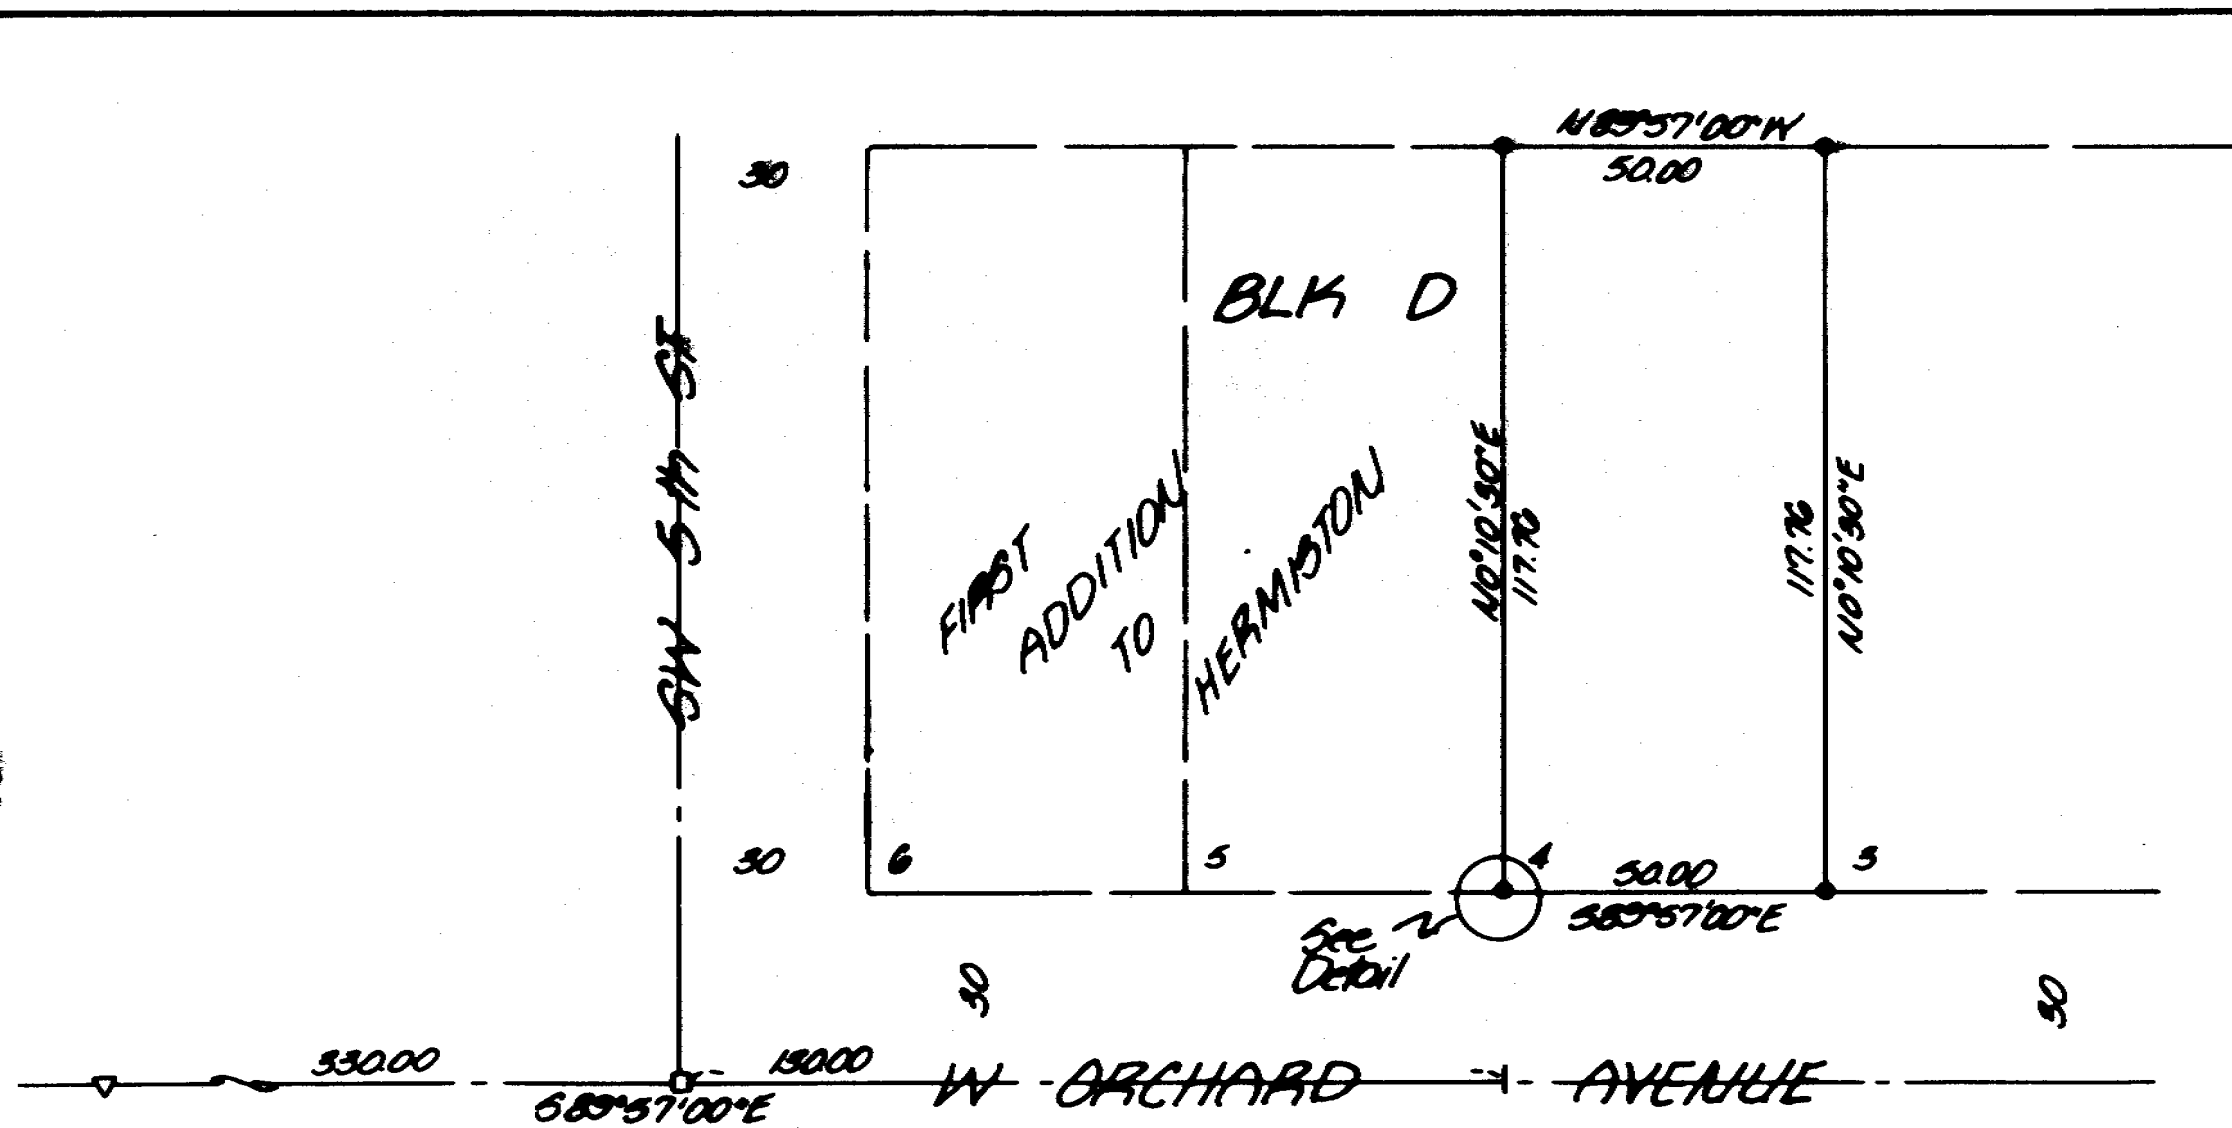 N89°57'00"W
50.00
30
BLK D
SW 5TH ST
FIRST
ADDITION
TO
HERMISTON
N0°10'30"E
117.76
117.76
N0°10'30"E
30
6
5
4
3
50.00
S89°57'00"E
See
Detail
30
30
330.00
130.00
W ORCHARD AVENUE
S89°57'00"E